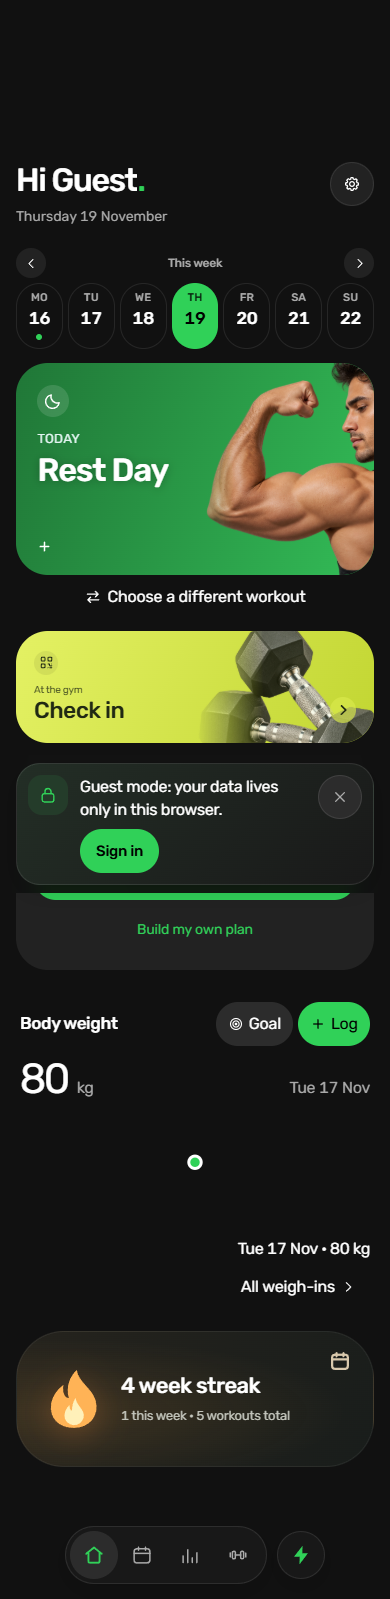 Hi Guest.
Thursday 19 November
This week
MO TU WE TH FR SA SU
16 17 18 19 20 21 22
TODAY
Rest Day
Choose a different workout
At the gym
Check in
Guest mode: your data lives
only in this browser.
Sign in
Build my own plan
Body weight
Goal
+ Log
80 kg
Tue 17 Nov
Tue 17 Nov • 80 kg
All weigh-ins
4 week streak
1 this week • 5 workouts total